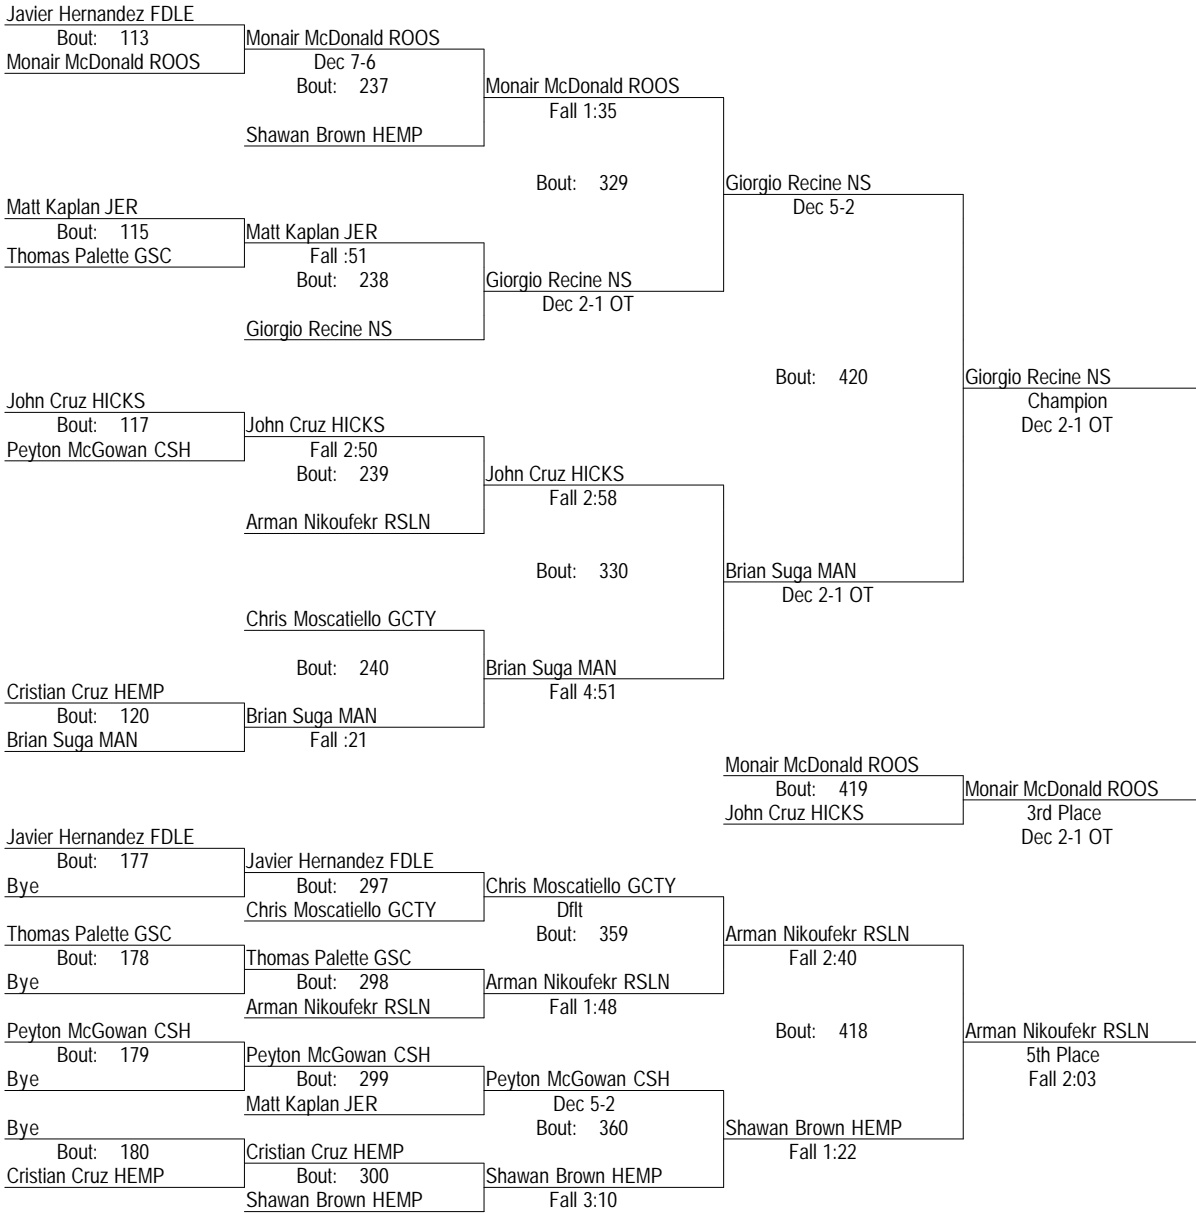 Javier Hernandez FDLE
Bout: 113
Monair McDonald ROOS
Monair McDonald ROOS
Dec 7-6
Bout: 237
Shawan Brown HEMP
Monair McDonald ROOS
Fall 1:35
Bout: 329
Matt Kaplan JER
Bout: 115
Thomas Palette GSC
Matt Kaplan JER
Fall :51
Bout: 238
Giorgio Recine NS
Giorgio Recine NS
Dec 2-1 OT
Giorgio Recine NS
Dec 5-2
Bout: 420
John Cruz HICKS
Bout: 117
Peyton McGowan CSH
John Cruz HICKS
Fall 2:50
Bout: 239
Arman Nikoufekr RSLN
John Cruz HICKS
Fall 2:58
Bout: 330
Chris Moscatiello GCTY
Bout: 240
Cristian Cruz HEMP
Bout: 120
Brian Suga MAN
Brian Suga MAN
Fall :21
Brian Suga MAN
Fall 4:51
Brian Suga MAN
Dec 2-1 OT
Giorgio Recine NS
Champion
Dec 2-1 OT
Monair McDonald ROOS
Bout: 419
John Cruz HICKS
Monair McDonald ROOS
3rd Place
Dec 2-1 OT
Javier Hernandez FDLE
Bout: 177
Bye
Javier Hernandez FDLE
Bout: 297
Chris Moscatiello GCTY
Chris Moscatiello GCTY
Dflt
Bout: 359
Thomas Palette GSC
Bout: 178
Bye
Thomas Palette GSC
Bout: 298
Arman Nikoufekr RSLN
Arman Nikoufekr RSLN
Fall 1:48
Arman Nikoufekr RSLN
Fall 2:40
Bout: 418
Peyton McGowan CSH
Bout: 179
Bye
Peyton McGowan CSH
Bout: 299
Matt Kaplan JER
Peyton McGowan CSH
Dec 5-2
Bout: 360
Bye
Bout: 180
Cristian Cruz HEMP
Cristian Cruz HEMP
Bout: 300
Shawan Brown HEMP
Shawan Brown HEMP
Fall 3:10
Shawan Brown HEMP
Fall 1:22
Arman Nikoufekr RSLN
5th Place
Fall 2:03